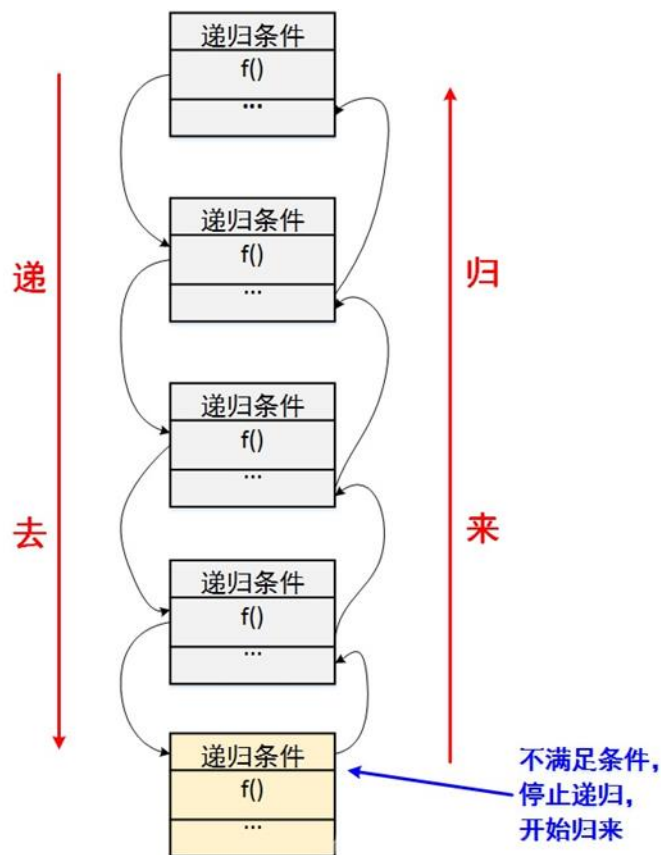 递归条件
f()
...
递归条件
f()
...
递
归
递归条件
f()
...
去
来
递归条件
f()
...
递归条件
f()
...
不满足条件，
停止递归，
开始归来